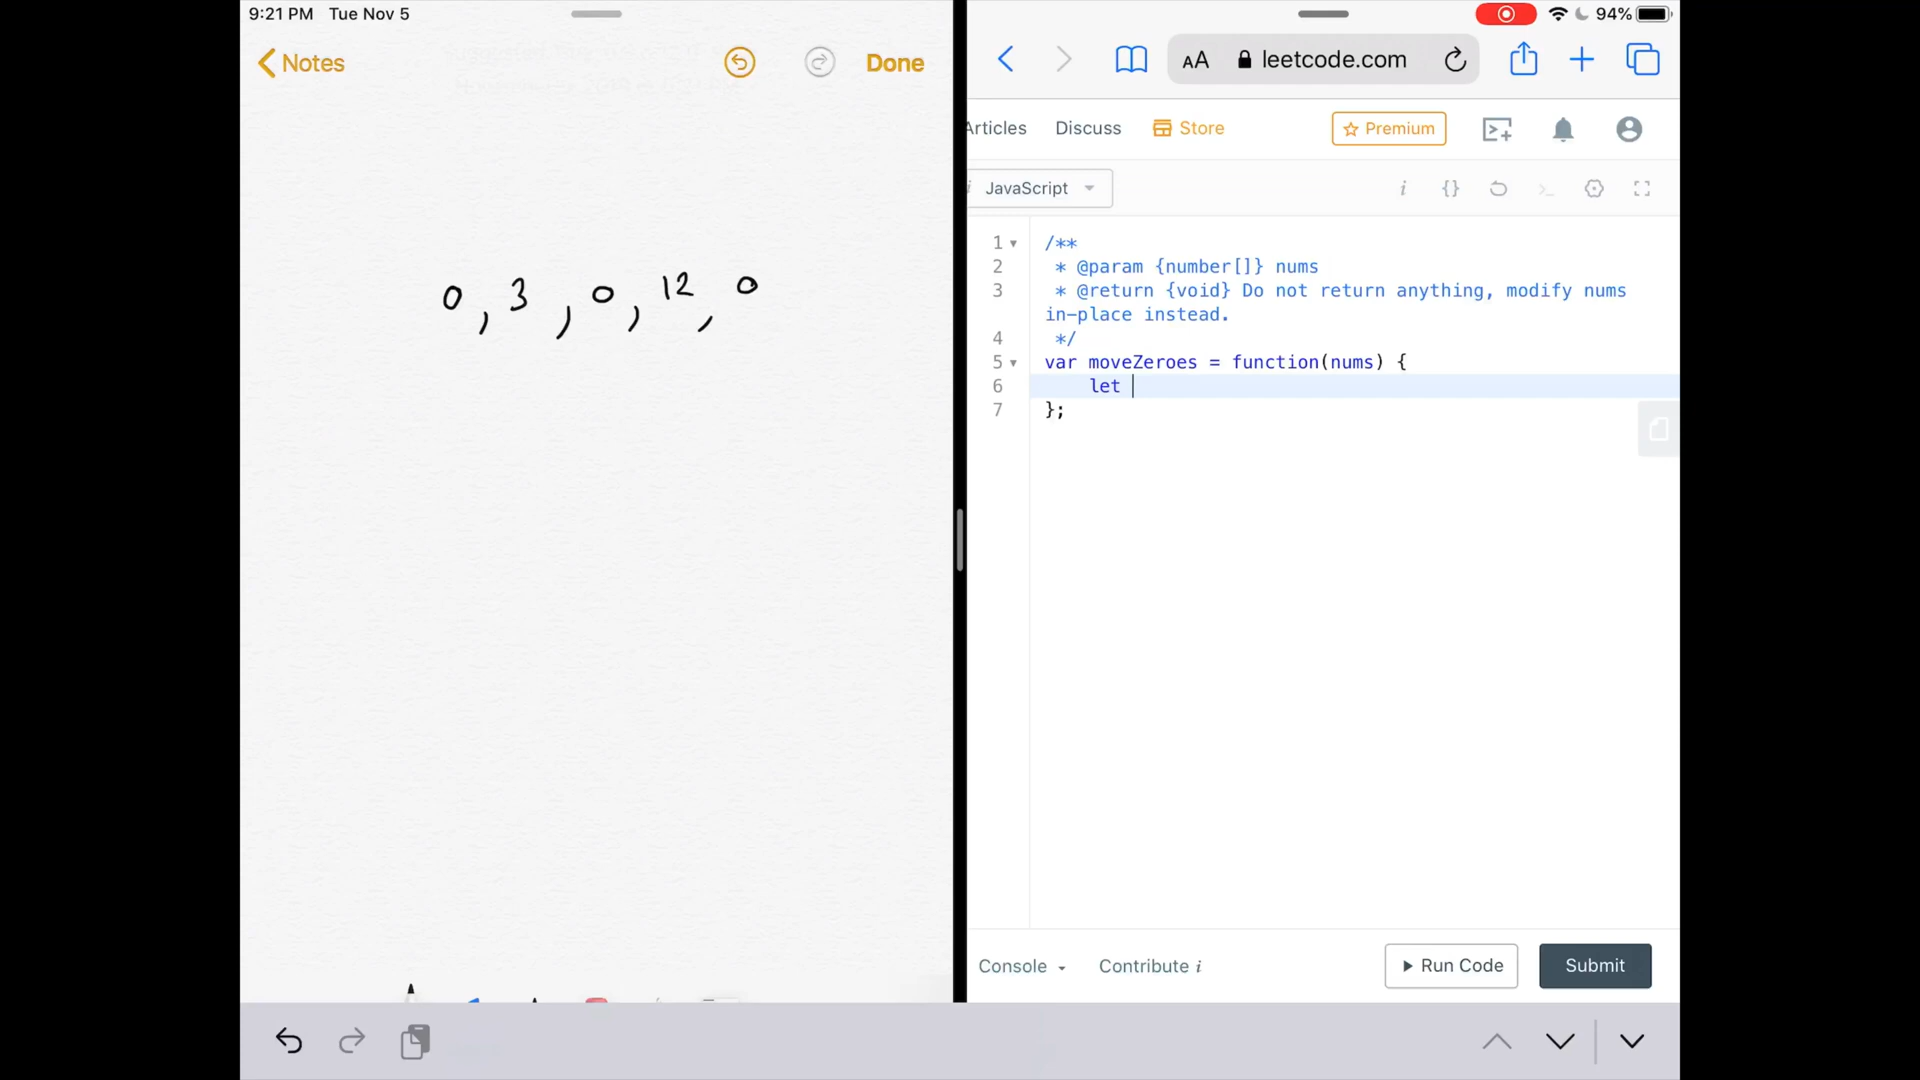 9:21 PM Tue Nov 5
94%
Notes
Done
AA leetcode.com
Articles Discuss Store Premium
JavaScript
i {}
0, 3, 0, 12, 0
1 /**
2 * @param {number[]} nums
3 * @return {void} Do not return anything, modify nums
in-place instead.
4 */
5 var moveZeroes = function(nums) {
6 let
7 };
Console Contribute i Run Code Submit